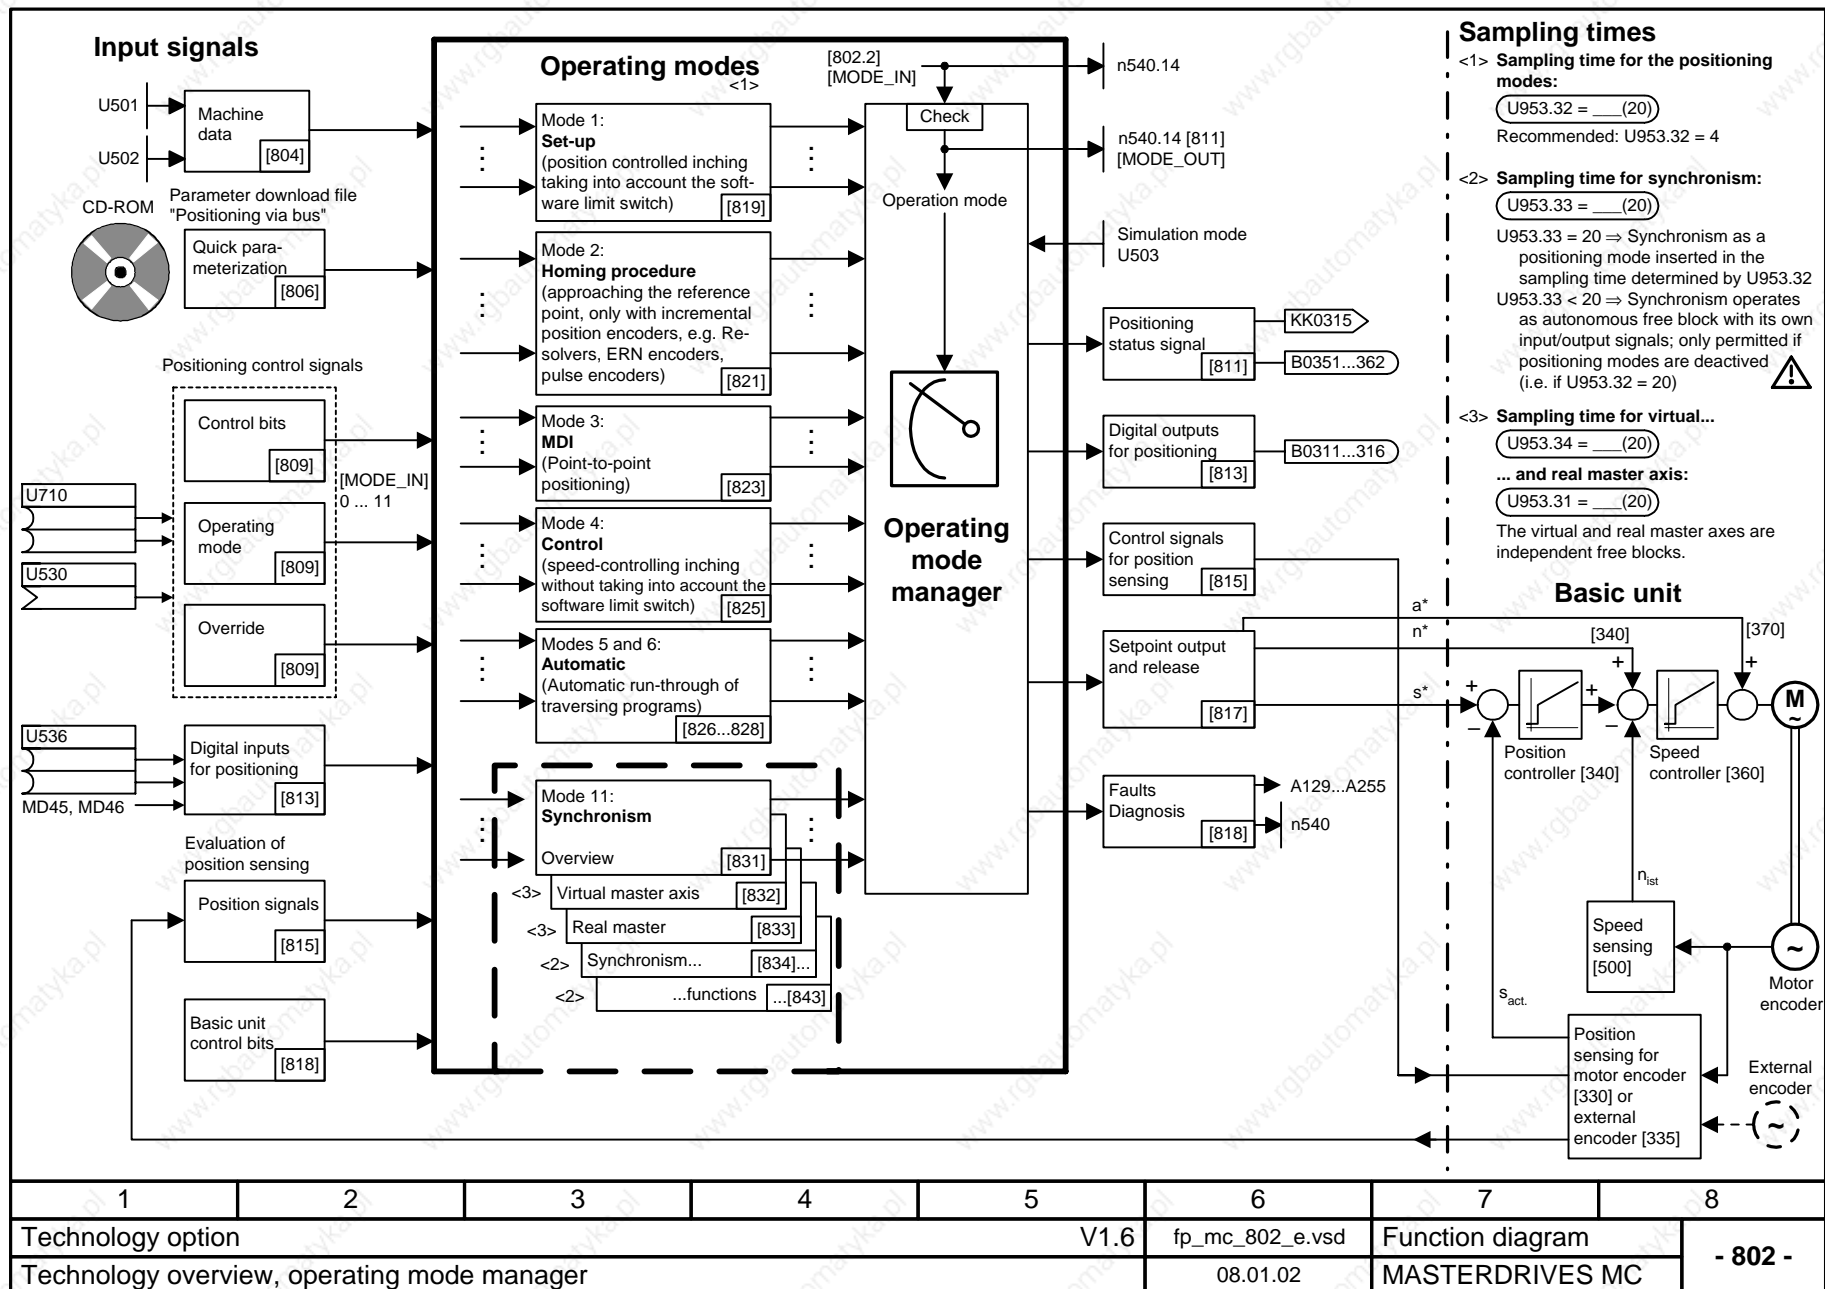 Input signals
U501
U502
Machine
data
[804]
CD-ROM
Parameter download file
"Positioning via bus"
Quick para-
meterization
[806]
Positioning control signals
Control bits
[809]
[MODE_IN]
0 ... 11
U710
Operating
mode
[809]
U530
Override
[809]
U536
MD45, MD46
Digital inputs
for positioning
[813]
Evaluation of
position sensing
Position signals
[815]
Basic unit
control bits
[818]
Operating modes
<1>
Mode 1:
Set-up
(position controlled inching
taking into account the soft-
ware limit switch)
[819]
Mode 2:
Homing procedure
(approaching the reference
point, only with incremental
position encoders, e.g. Re-
solvers, ERN encoders,
pulse encoders)
[821]
Mode 3:
MDI
(Point-to-point
positioning)
[823]
Mode 4:
Control
(speed-controlling inching
without taking into account the
software limit switch)
[825]
Modes 5 and 6:
Automatic
(Automatic run-through of
traversing programs)
[826...828]
Mode 11:
Synchronism
Overview
[831]
<3>
Virtual master axis
[832]
<3>
Real master
[833]
<2>
Synchronism...
[834]...
<2>
...functions
...[843]
[802.2]
[MODE_IN]
Check
Operation mode
Operating
mode
manager
n540.14
n540.14 [811]
[MODE_OUT]
Simulation mode
U503
Positioning
status signal
[811]
KK0315
B0351...362
Digital outputs
for positioning
[813]
B0311...316
Control signals
for position
sensing
[815]
Setpoint output
and release
[817]
Faults
Diagnosis
[818]
A129...A255
n540
Sampling times
<1> Sampling time for the positioning
modes:
U953.32 = ___(20)
Recommended: U953.32 = 4
<2> Sampling time for synchronism:
U953.33 = ___(20)
U953.33 = 20 ⇒ Synchronism as a
positioning mode inserted in the
sampling time determined by U953.32
U953.33 < 20 ⇒ Synchronism operates
as autonomous free block with its own
input/output signals; only permitted if
positioning modes are deactived
(i.e. if U953.32 = 20)
<3> Sampling time for virtual...
U953.34 = ___(20)
... and real master axis:
U953.31 = ___(20)
The virtual and real master axes are
independent free blocks.
Basic unit
a*
n*
s*
[340]
[370]
+
+
+
+
–
–
M
~
Position
controller [340]
Speed
controller [360]
n ist
Speed
sensing
[500]
~
Motor
encoder
s act.
Position
sensing for
motor encoder
[330] or
external
encoder [335]
External
encoder
~
1 2 3 4 5 6 7 8
Technology option V1.6 fp_mc_802_e.vsd Function diagram
- 802 -
Technology overview, operating mode manager 08.01.02 MASTERDRIVES MC
www.rgbautomatyka.pl